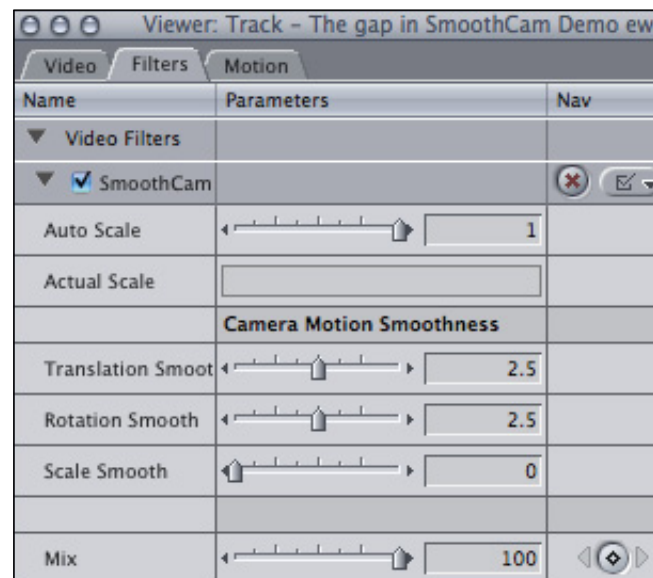 Viewer: Track - The gap in SmoothCam Demo ew
Video Filters Motion
Name Parameters Nav
Video Filters
SmoothCam
Auto Scale 1
Actual Scale
Camera Motion Smoothness
Translation Smoot 2.5
Rotation Smooth 2.5
Scale Smooth 0
Mix 100